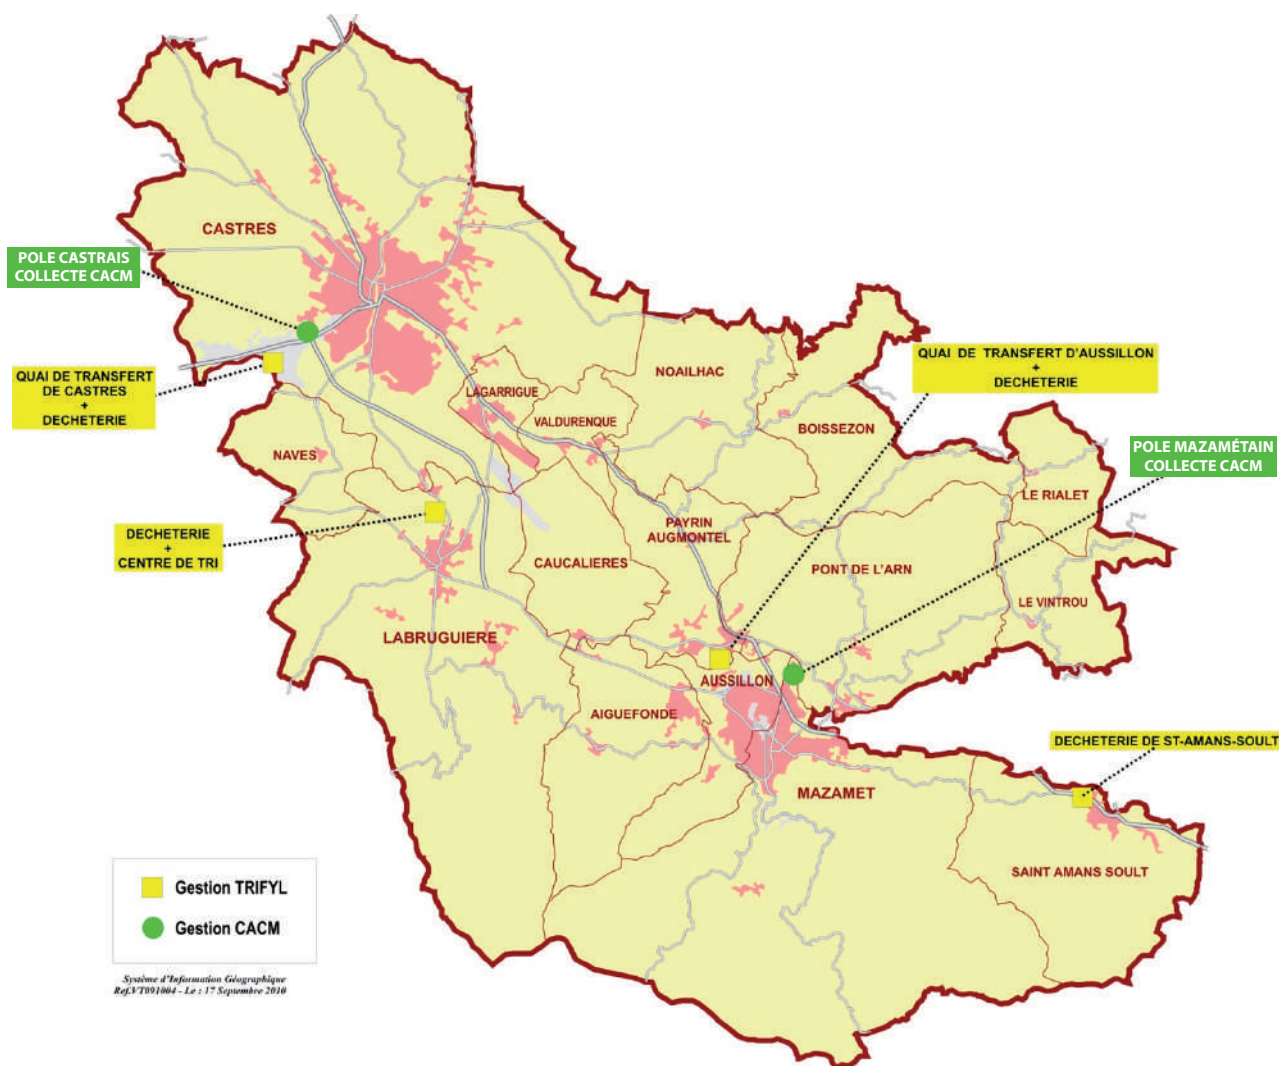 CASTRES
POLE CASTRAIS
COLLECTE CACM
QUAI DE TRANSFERT
DE CASTRES
+
DECHETERIE
LAGARRIGUE
VALDURENQUE
NOAILHAC
QUAI DE TRANSFERT D'AUSSILLON
+
DECHETERIE
BOISSEZON
POLE MAZAMÉTAIN
COLLECTE CACM
NAVES
LE RIALET
DECHETERIE
+
CENTRE DE TRI
PAYRIN
AUGMONTEL
CAUCALIERES
PONT DE L'ARN
LE VINTROU
LABRUGUIERE
AUSSILLON
AIGUEFONDE
DECHETERIE DE ST-AMANS-SOULT
MAZAMET
SAINT AMANS SOULT
Gestion TRIFYL
Gestion CACM
Système d'Information Géographique
Ref.VT091004 - Le : 17 Septembre 2010